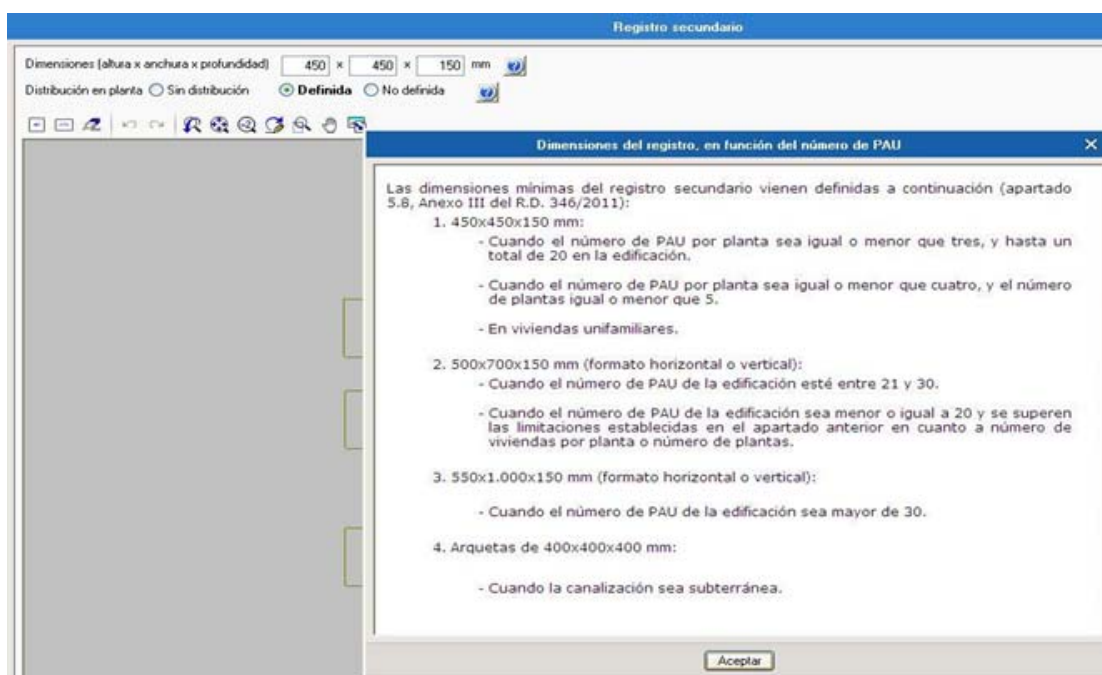 Registro secundario
Dimensiones (altura x anchura x profundidad) 450 x 450 x 150 mm
Distribución en planta Sin distribución Definida No definida
Dimensiones del registro, en función del número de PAU
Las dimensiones mínimas del registro secundario vienen definidas a continuación (apartado
5.8, Anexo III del R.D. 346/2011):
1. 450x450x150 mm:
- Cuando el número de PAU por planta sea igual o menor que tres, y hasta un
total de 20 en la edificación.
- Cuando el número de PAU por planta sea igual o menor que cuatro, y el número
de plantas igual o menor que 5.
- En viviendas unifamiliares.
2. 500x700x150 mm (formato horizontal o vertical):
- Cuando el número de PAU de la edificación esté entre 21 y 30.
- Cuando el número de PAU de la edificación sea menor o igual a 20 y se superen
las limitaciones establecidas en el apartado anterior en cuanto a número de
viviendas por planta o número de plantas.
3. 550x1.000x150 mm (formato horizontal o vertical):
- Cuando el número de PAU de la edificación sea mayor de 30.
4. Arquetas de 400x400x400 mm:
- Cuando la canalización sea subterránea.
Aceptar